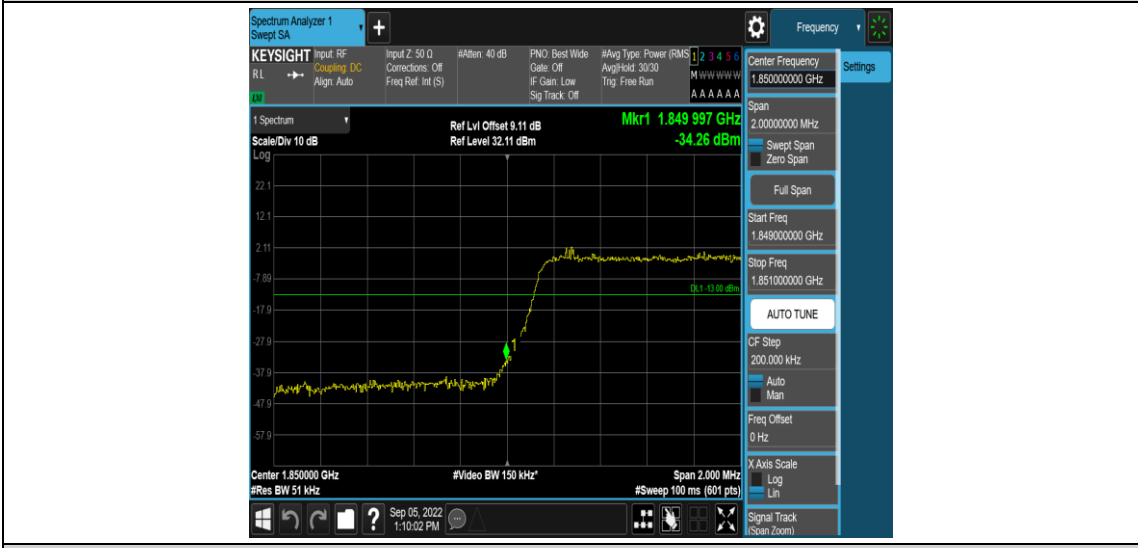 Spectrum Analyzer 1
Swept SA
+
Frequency
KEYSIGHT
RL
LM
Input: RF
Coupling: DC
Align: Auto
Input Z: 50 Ω
Corrections: Off
Freq Ref: Int (S)
#Atten: 40 dB
PNO: Best Wide
Gate: Off
IF Gain: Low
Sig Track: Off
#Avg Type: Power (RMS
Avg|Hold: 30/30
Trig: Free Run
1 2 3 4 5 6
M W W W W W
A A A A A A
1 Spectrum
Scale/Div 10 dB
Log
Ref Lvl Offset 9.11 dB
Ref Level 32.11 dBm
Mkr1 1.849 997 GHz
-34.26 dBm
22.1
12.1
2.11
-7.89
-17.9
-27.9
-37.9
-47.9
-57.9
DL1 -13.00 dBm
1
Center 1.850000 GHz
#Res BW 51 kHz
#Video BW 150 kHz*
Span 2.000 MHz
#Sweep 100 ms (601 pts)
?
Sep 05, 2022
1:10:02 PM
Center Frequency
1.850000000 GHz
Span
2.00000000 MHz
Swept Span
Zero Span
Full Span
Start Freq
1.849000000 GHz
Stop Freq
1.851000000 GHz
AUTO TUNE
CF Step
200.000 kHz
Auto
Man
Freq Offset
0 Hz
X Axis Scale
Log
Lin
Signal Track
(Span Zoom)
Settings